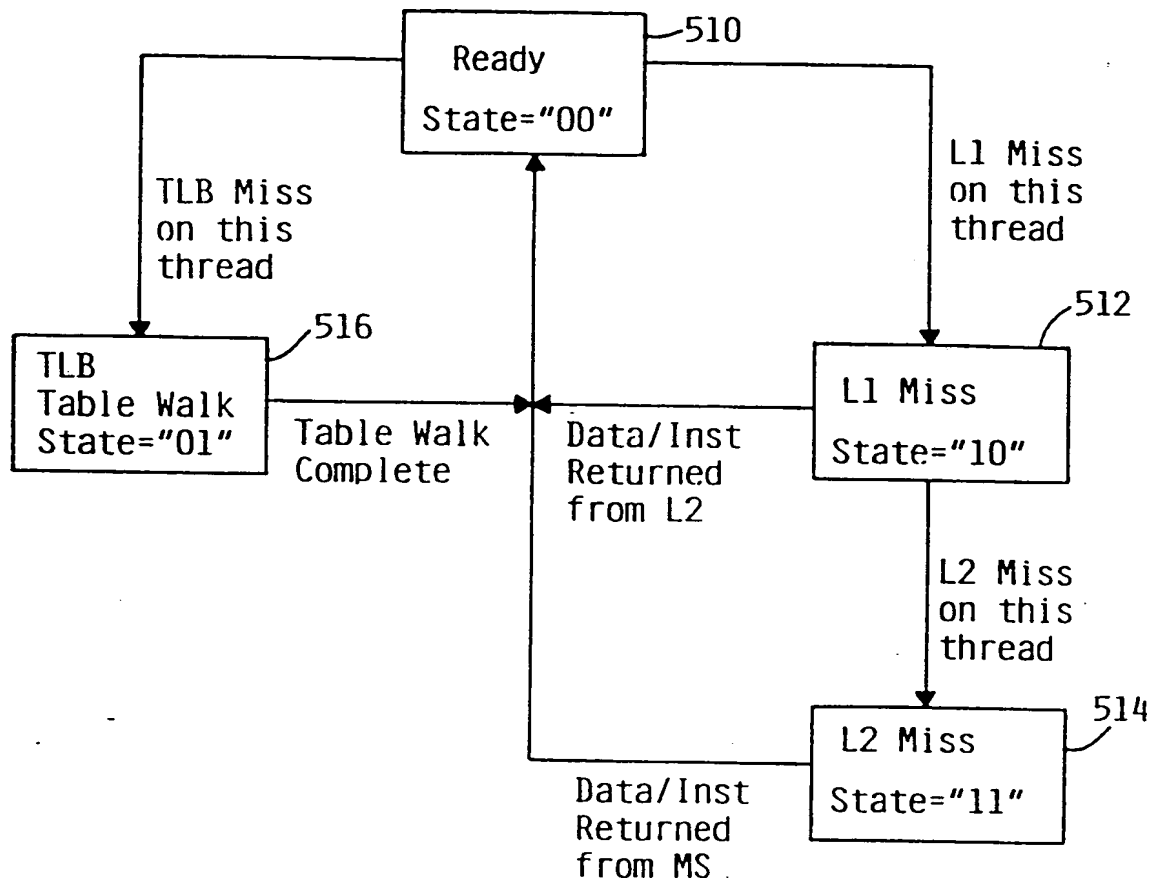 510
Ready
State="00"
TLB Miss
on this
thread
L1 Miss
on this
thread
516
TLB
Table Walk
State="01"
512
L1 Miss
State="10"
Table Walk
Complete
Data/Inst
Returned
from L2
L2 Miss
on this
thread
514
L2 Miss
State="11"
Data/Inst
Returned
from MS